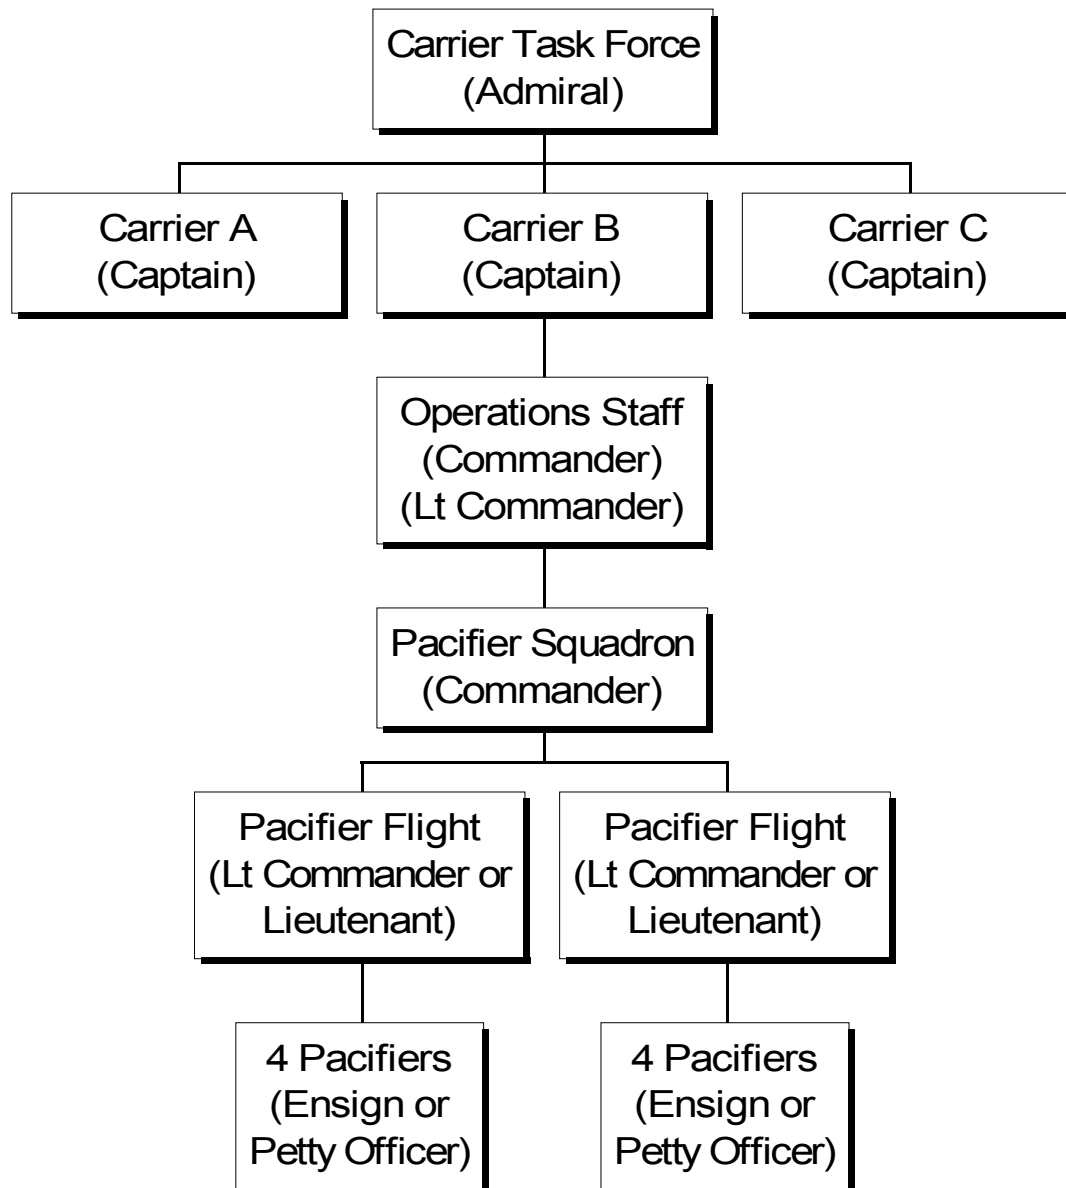 Carrier Task Force
(Admiral)
Carrier A
(Captain)
Carrier B
(Captain)
Carrier C
(Captain)
Operations Staff
(Commander)
(Lt Commander)
Pacifier Squadron
(Commander)
Pacifier Flight
(Lt Commander or
Lieutenant)
Pacifier Flight
(Lt Commander or
Lieutenant)
4 Pacifiers
(Ensign or
Petty Officer)
4 Pacifiers
(Ensign or
Petty Officer)